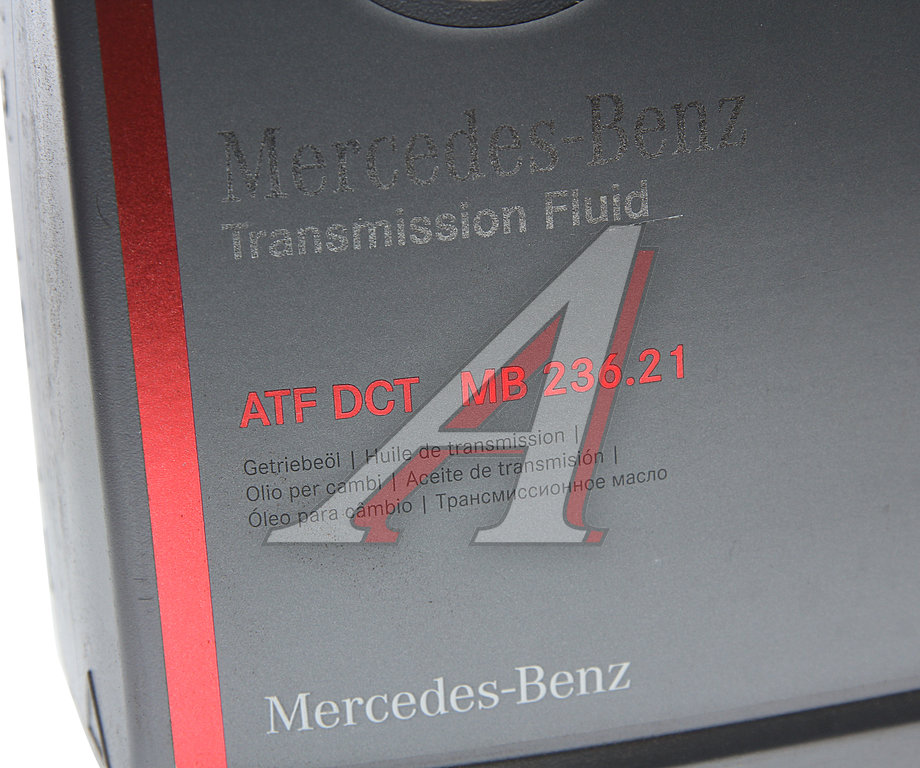 Mercedes-Benz
Transmission Fluid
ATF DCT MB 236.21
Getriebeöl | Huile de transmission |
Olio per cambi | Aceite de transmisión |
Óleo para câmbio | Трансмиссионное масло
Mercedes-Benz